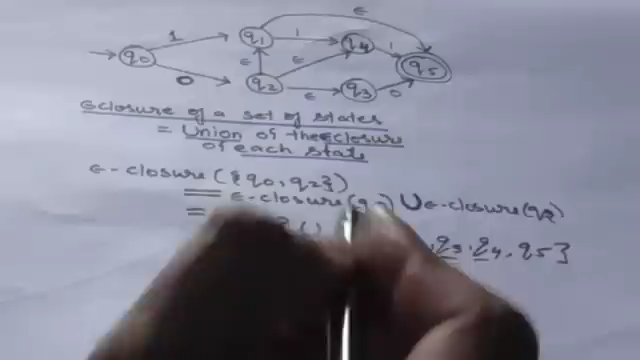 ε
q0 1 q1 1 q4 1 q5
ε ε
0 q2 ε q3 0
εclosure of a set of states
= Union of the εclosure
of each state
ε-closure({q0, q2})
= ε-closure( ) ∪ ε-closure(q2)
= , q3, q4, q5}